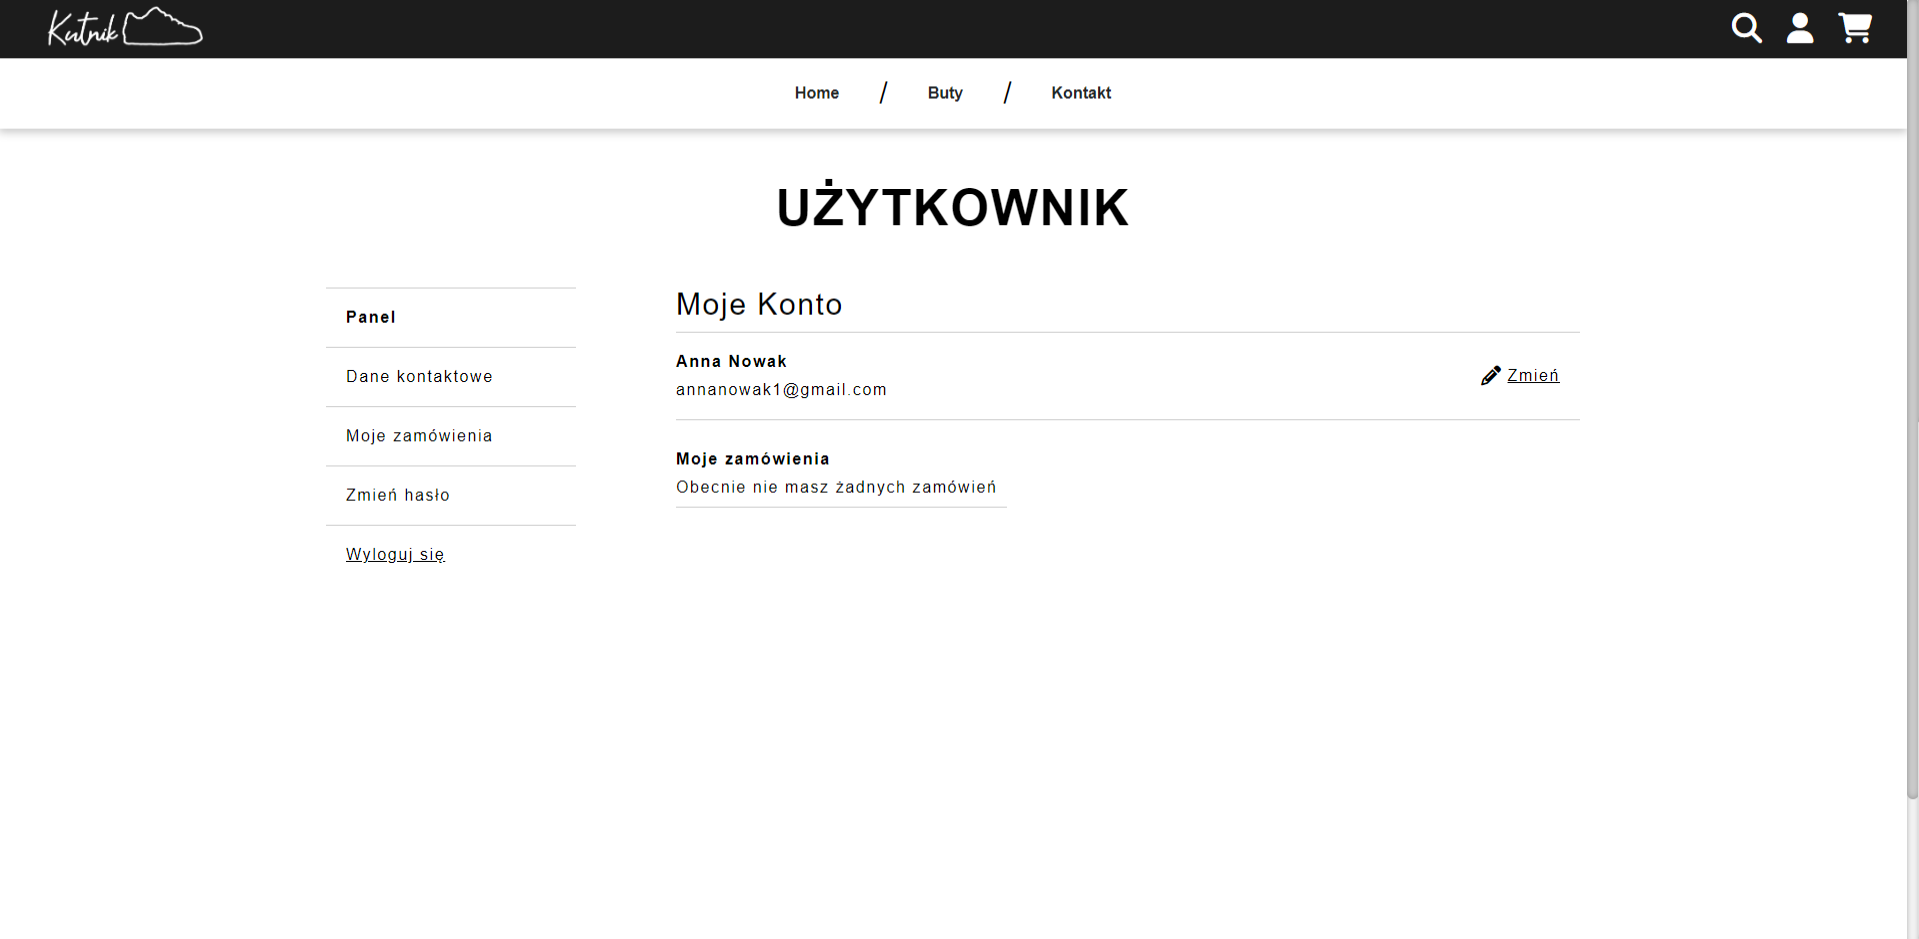 Kutnik
Home / Buty / Kontakt
UŻYTKOWNIK
Panel
Dane kontaktowe
Moje zamówienia
Zmień hasło
Wyloguj się
Moje Konto
Anna Nowak
annanowak1@gmail.com
Zmień
Moje zamówienia
Obecnie nie masz żadnych zamówień